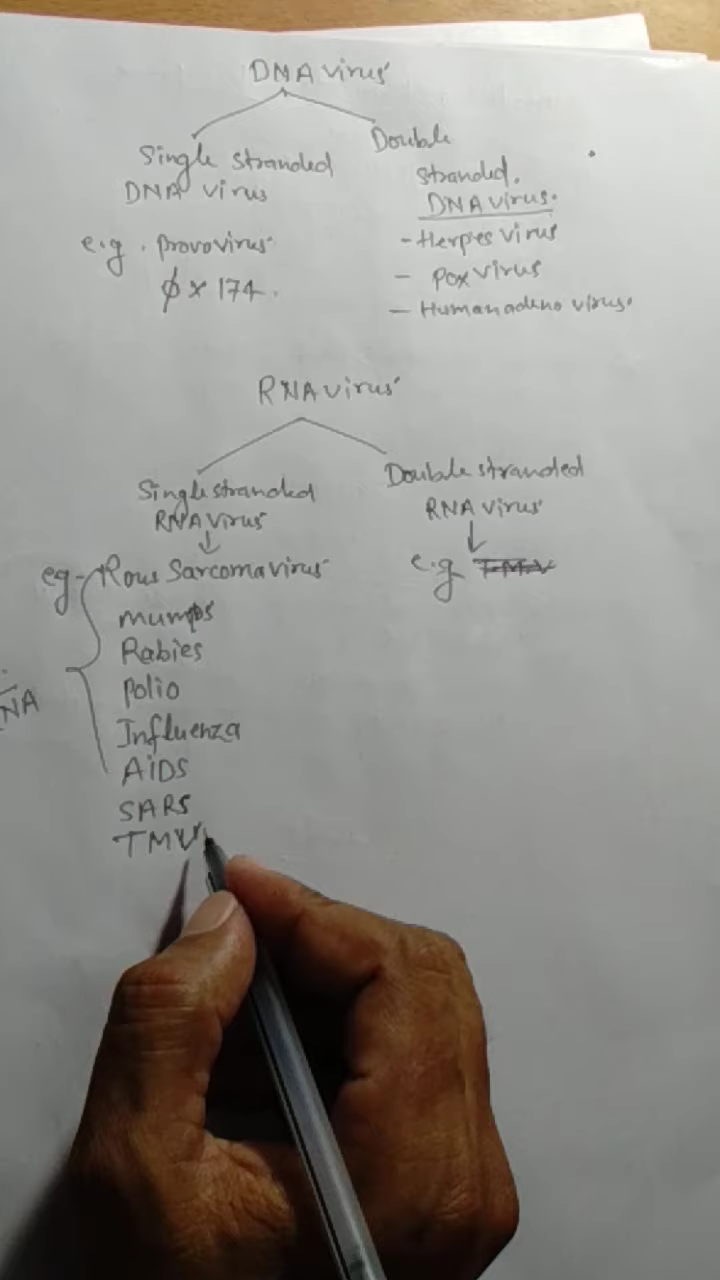 DNA virus
Single stranded
DNA virus
e.g. provovirus
φ x 174.
Double
stranded.
DNA virus.
- Herpes virus
- pox virus
- Human adeno virus.
RNA virus
Single stranded
RNA virus
eg- Rous Sarcoma virus
mumps
Rabies
polio
Influenza
AiDS
SARS
TMV
NA
Double stranded
RNA virus
e.g TMV